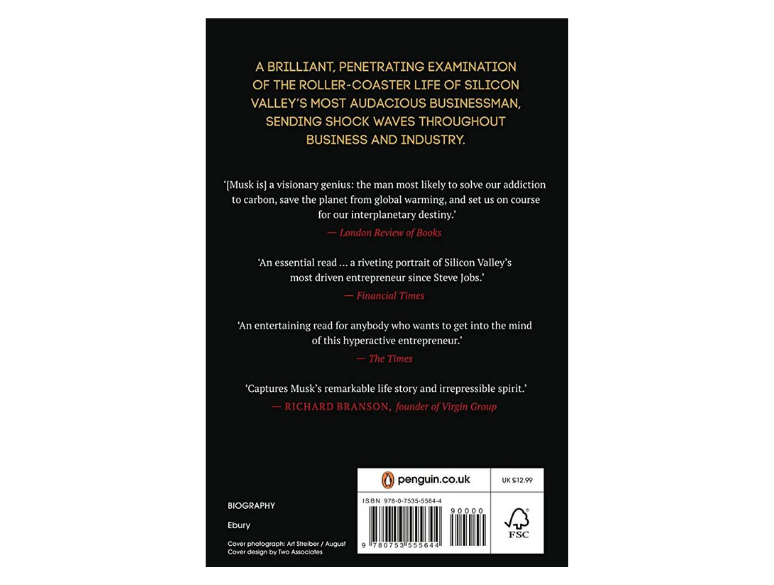 A BRILLIANT, PENETRATING EXAMINATION
OF THE ROLLER-COASTER LIFE OF SILICON
VALLEY'S MOST AUDACIOUS BUSINESSMAN,
SENDING SHOCK WAVES THROUGHOUT
BUSINESS AND INDUSTRY.
‘[Musk is] a visionary genius: the man most likely to solve our addiction
to carbon, save the planet from global warming, and set us on course
for our interplanetary destiny.’
— London Review of Books
‘An essential read ... a riveting portrait of Silicon Valley’s
most driven entrepreneur since Steve Jobs.’
— Financial Times
‘An entertaining read for anybody who wants to get into the mind
of this hyperactive entrepreneur.’
— The Times
‘Captures Musk’s remarkable life story and irrepressible spirit.’
— RICHARD BRANSON, founder of Virgin Group
penguin.co.uk
UK £12.99
ISBN 978-0-7535-5564-4
90000
9 780753 555644
FSC
BIOGRAPHY
Ebury
Cover photograph: Art Streiber / August
Cover design by Two Associates